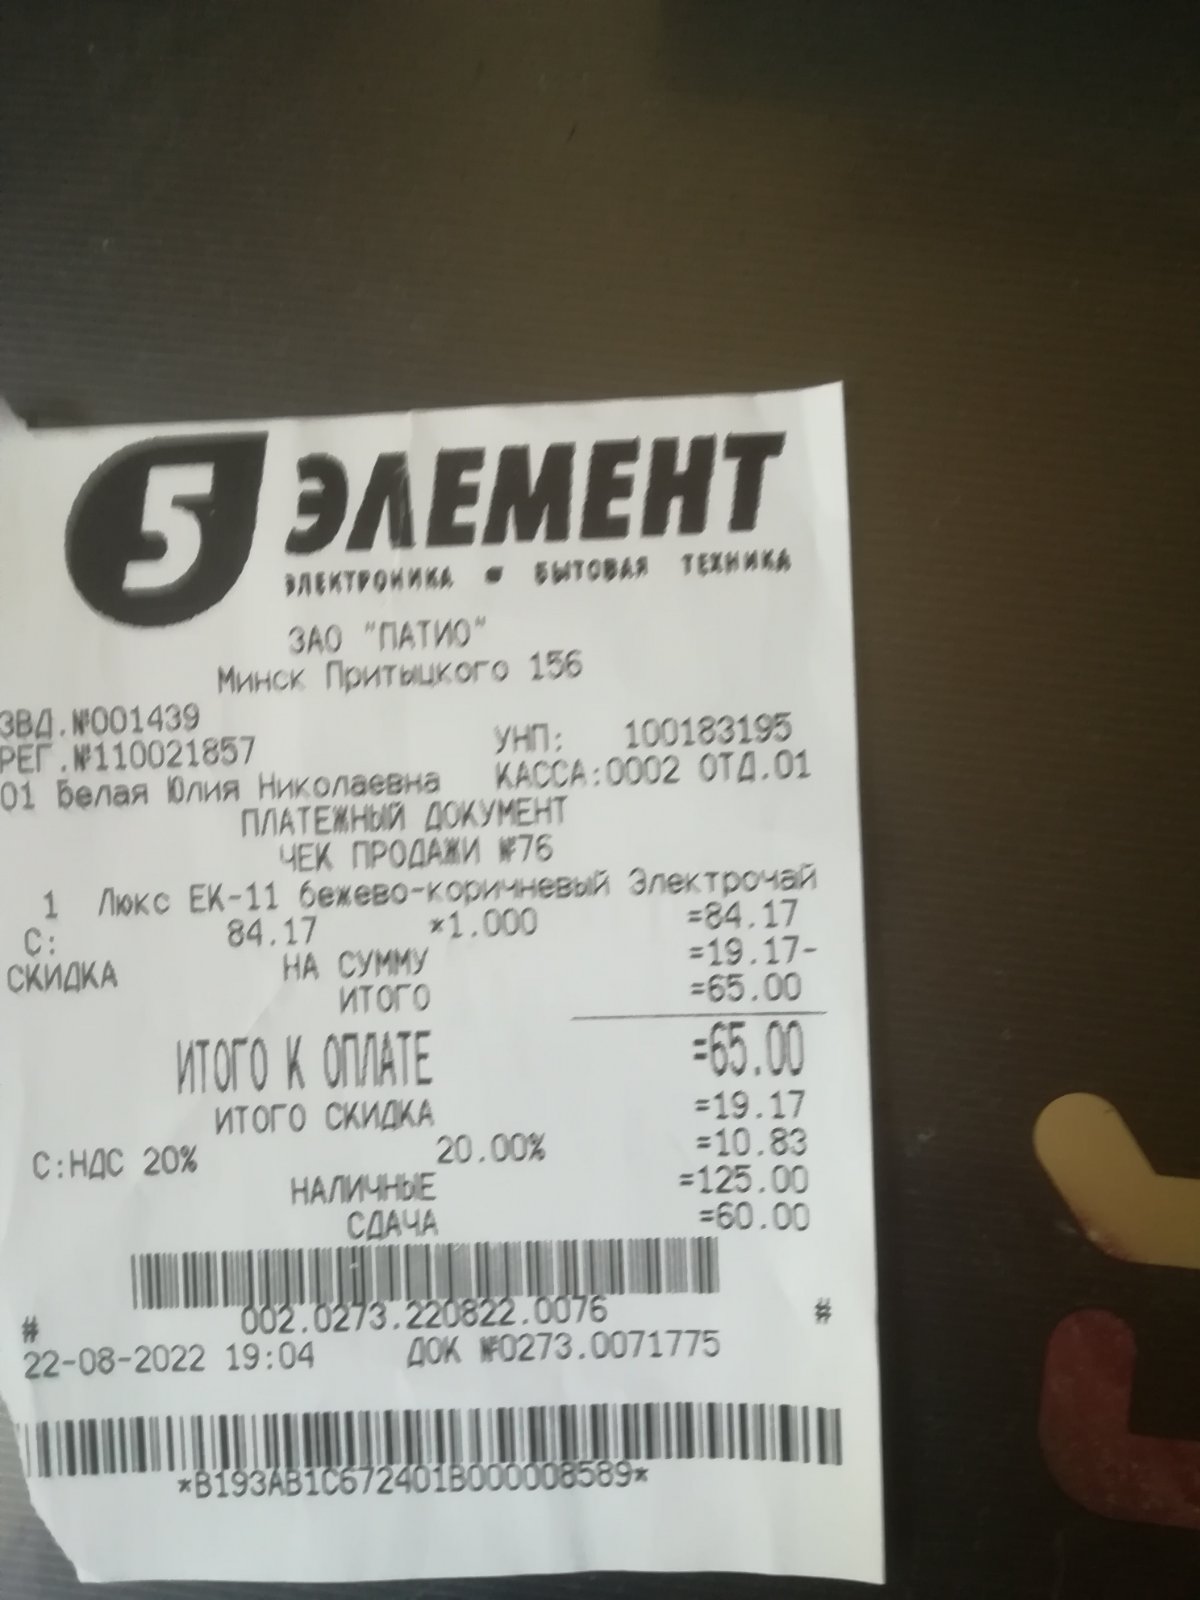 5 ЭЛЕМЕНТ
ЭЛЕКТРОНИКА • БЫТОВАЯ ТЕХНИКА
ЗАО "ПАТИО"
Минск Притыцкого 156
ЗВД.№001439
УНП: 100183195
РЕГ.№110021857
КАССА:0002 ОТД.01
01 Белая Юлия Николаевна
ПЛАТЕЖНЫЙ ДОКУМЕНТ
ЧЕК ПРОДАЖИ №76
1 Люкс ЕК-11 бежево-коричневый Электрочай
С: 84.17 *1.000 =84.17
СКИДКА НА СУММУ =19.17-
ИТОГО =65.00
ИТОГО К ОПЛАТЕ =65.00
ИТОГО СКИДКА =19.17
С:НДС 20% 20.00% =10.83
НАЛИЧНЫЕ =125.00
СДАЧА =60.00
002.0273.220822.0076
# #
22-08-2022 19:04 ДОК №0273.0071775
*B193AB1C672401B000008589*